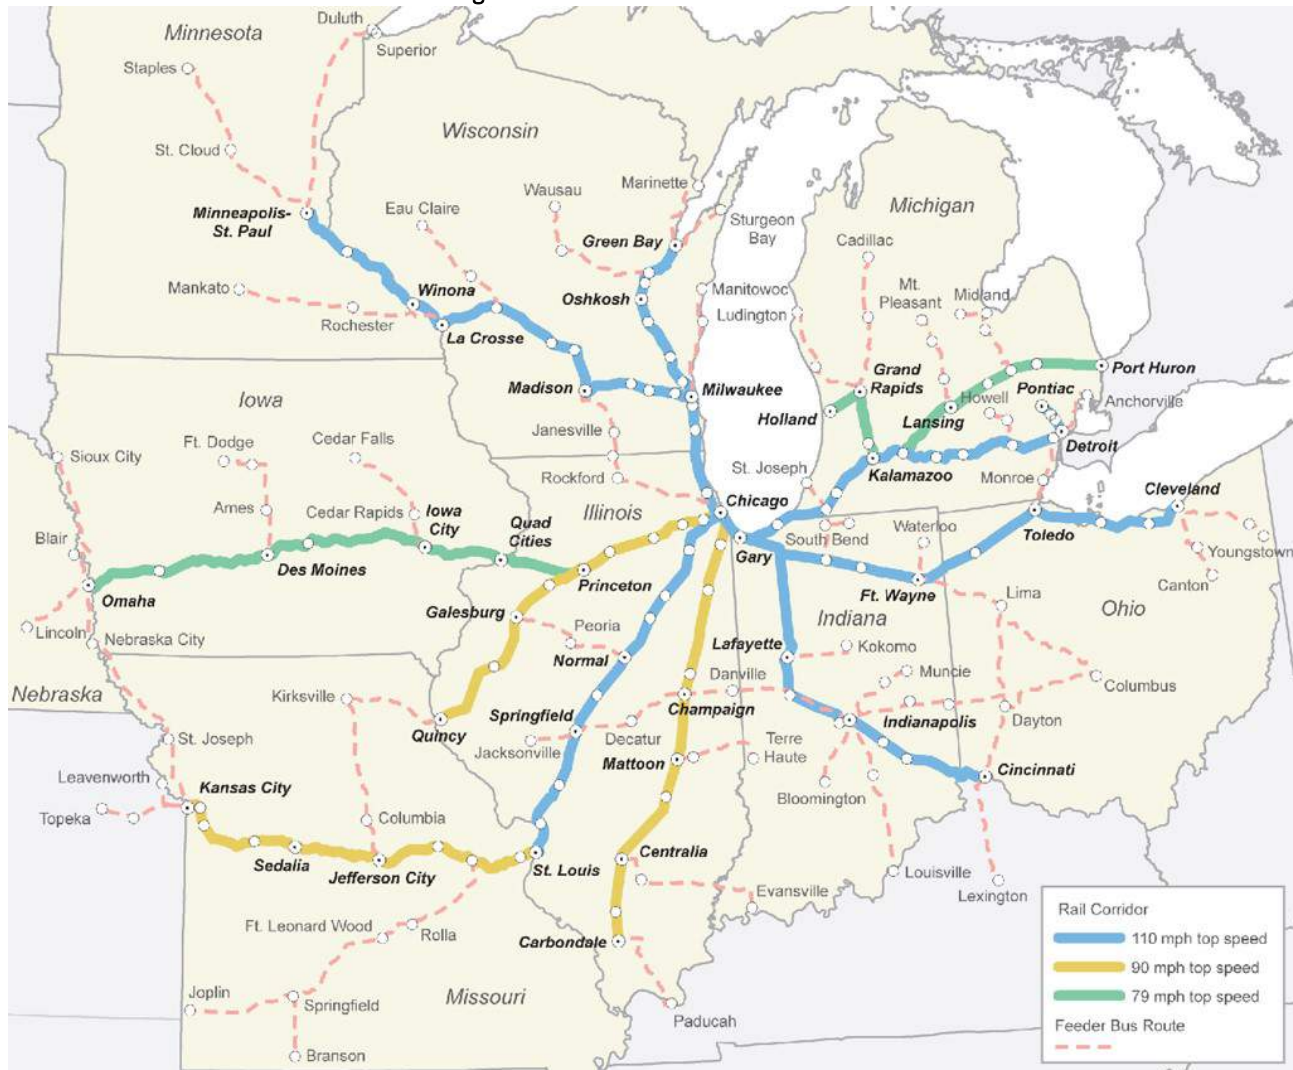 Duluth
Minnesota
Superior
Staples
Wisconsin
St. Cloud
Marinette
Wausau
Eau Claire
Michigan
Minneapolis-
St. Paul
Sturgeon
Bay
Green Bay
Cadillac
Mankato
Winona
Manitowoc
Mt.
Pleasant
Midland
Oshkosh
Ludington
Rochester
La Crosse
Grand
Rapids
Port Huron
Madison
Milwaukee
Pontiac
Iowa
Howell
Anchorville
Holland
Lansing
Janesville
Ft. Dodge
Cedar Falls
Detroit
Sioux City
St. Joseph
Kalamazoo
Monroe
Rockford
Cleveland
Chicago
Ames
Cedar Rapids
Iowa
City
Illinois
Quad
Cities
Waterloo
Blair
South Bend
Toledo
Youngstown
Gary
Des Moines
Princeton
Canton
Omaha
Ft. Wayne
Lima
Ohio
Galesburg
Indiana
Peoria
Lincoln
Nebraska City
Lafayette
Kokomo
Normal
Muncie
Danville
Columbus
Nebraska
Kirksville
Champaign
Springfield
Indianapolis
Dayton
Quincy
St. Joseph
Jacksonville
Decatur
Terre
Haute
Mattoon
Leavenworth
Cincinnati
Kansas City
Bloomington
Topeka
Columbia
Centralia
Sedalia
St. Louis
Jefferson City
Louisville
Evansville
Lexington
Ft. Leonard Wood
Rolla
Carbondale
Joplin
Springfield
Missouri
Paducah
Branson
Rail Corridor
110 mph top speed
90 mph top speed
79 mph top speed
Feeder Bus Route